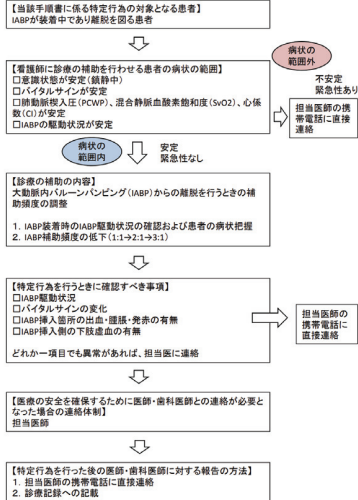 【当該手順書に係る特定行為の対象となる患者】
IABPが装着中であり離脱を図る患者
病状の
範囲外
不安定
緊急性あり
【看護師に診療の補助を行わせる患者の病状の範囲】
□意識状態が安定(鎮静中)
□バイタルサインが安定
□肺動脈楔入圧(PCWP)、混合静脈血酸素飽和度(SvO2)、心係
数(CI)が安定
□IABPの駆動状況が安定
担当医師の携
帯電話に直接
連絡
病状の
範囲内
安定
緊急性なし
【診療の補助の内容】
大動脈内バルーンパンピング(IABP)からの離脱を行うときの補
助頻度の調整
1．IABP装着時のIABP駆動状況の確認および患者の病状把握
2．IABP補助頻度の低下(1:1→2:1→3:1)
【特定行為を行うときに確認すべき事項】
□IABP駆動状況
□バイタルサインの変化
□IABP挿入箇所の出血・腫脹・発赤の有無
□IABP挿入側の下肢虚血の有無
どれか一項目でも異常があれば、担当医に連絡
担当医師の
携帯電話に
直接連絡
【医療の安全を確保するために医師・歯科医師との連絡が必要と
なった場合の連絡体制】
担当医師
【特定行為を行った後の医師・歯科医師に対する報告の方法】
1．担当医師の携帯電話に直接連絡
2．診療記録への記載